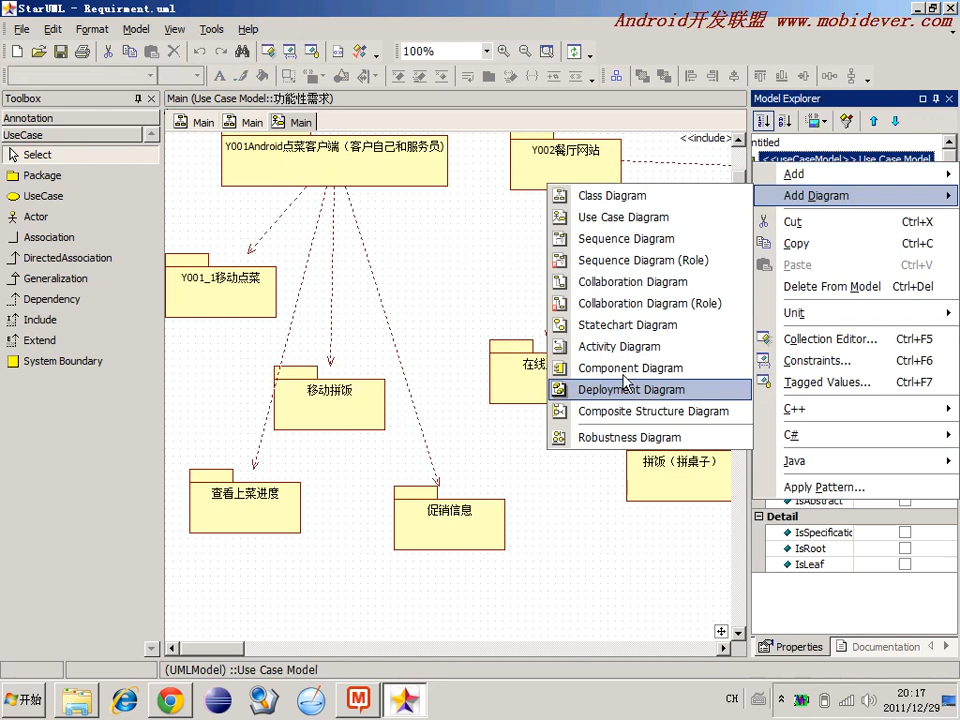 StarUML - Requirment.uml
Android开发联盟 www.mobidever.com
File Edit Format Model View Tools Help
100%
Toolbox
Main (Use Case Model::功能性需求)
Model Explorer
Annotation
UseCase
Select
Package
UseCase
Actor
Association
DirectedAssociation
Generalization
Dependency
Include
Extend
System Boundary
Main Main Main
Y001Android点菜客户端（客户自己和服务员)
Y002餐厅网站
<<include>
Y001_1移动点菜
移动拼饭
在线
查看上菜进度
促销信息
拼饭（拼桌子）
Class Diagram
Use Case Diagram
Sequence Diagram
Sequence Diagram (Role)
Collaboration Diagram
Collaboration Diagram (Role)
Statechart Diagram
Activity Diagram
Component Diagram
Deployment Diagram
Composite Structure Diagram
Robustness Diagram
ntitled
<<useCaseModel>> Use Case Model
Add
Add Diagram
Cut Ctrl+X
Copy Ctrl+C
Paste Ctrl+V
Delete From Model Ctrl+Del
Unit
Collection Editor... Ctrl+F5
Constraints... Ctrl+F6
Tagged Values... Ctrl+F7
C++
C#
Java
Apply Pattern...
IsAbstract
Detail
IsSpecificatic
IsRoot
IsLeaf
Properties Documentation
(UMLModel) ::Use Case Model
开始
CH
20:17
2011/12/29